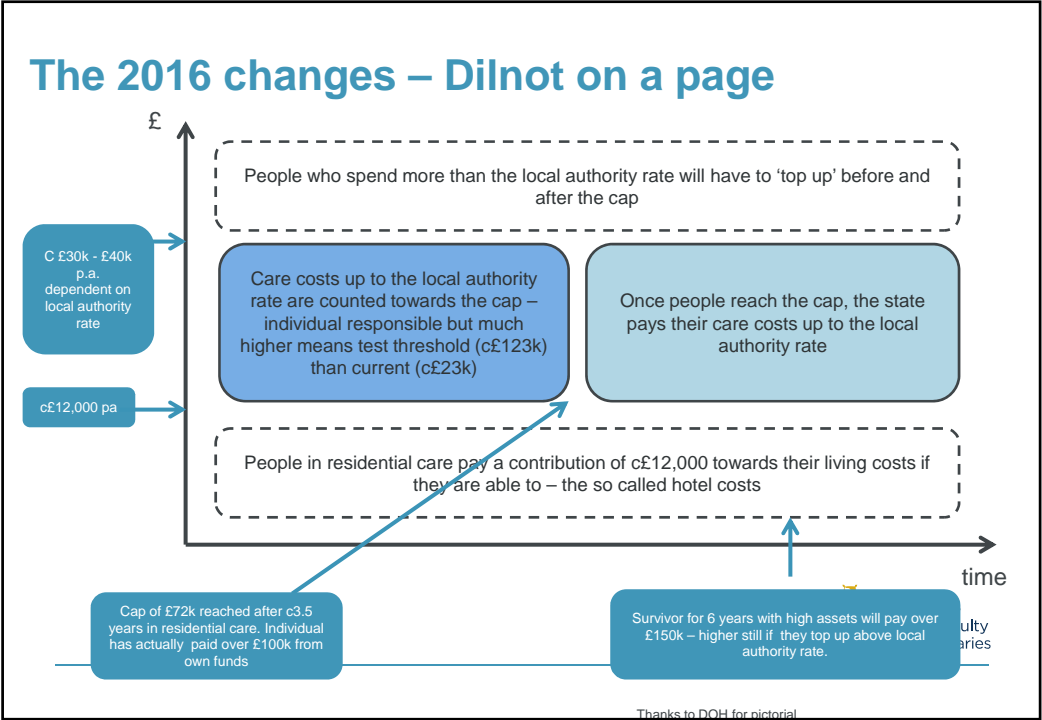 The 2016 changes – Dilnot on a page
£
People who spend more than the local authority rate will have to ‘top up’ before and
after the cap
C £30k - £40k
p.a.
dependent on
local authority
rate
Care costs up to the local authority
rate are counted towards the cap –
individual responsible but much
higher means test threshold (c£123k)
than current (c£23k)
Once people reach the cap, the state
pays their care costs up to the local
authority rate
c£12,000 pa
People in residential care pay a contribution of c£12,000 towards their living costs if
they are able to – the so called hotel costs
time
Cap of £72k reached after c3.5
years in residential care. Individual
has actually paid over £100k from
own funds
Survivor for 6 years with high assets will pay over
£150k – higher still if they top up above local
authority rate.
ulty
aries
Thanks to DOH for pictorial